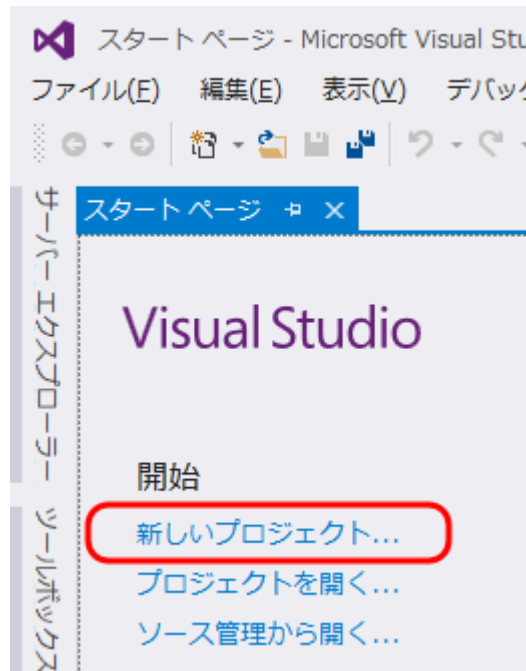 スタート ページ - Microsoft Visual Stu
ファイル(F) 編集(E) 表示(V) デバッグ
スタート ページ
サーバー エクスプローラー
ツールボックス
Visual Studio
開始
新しいプロジェクト...
プロジェクトを開く...
ソース管理から開く...